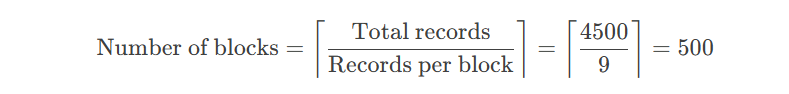 Number of blocks = ⌈Total records / Records per block⌉ = ⌈4500 / 9⌉ = 500